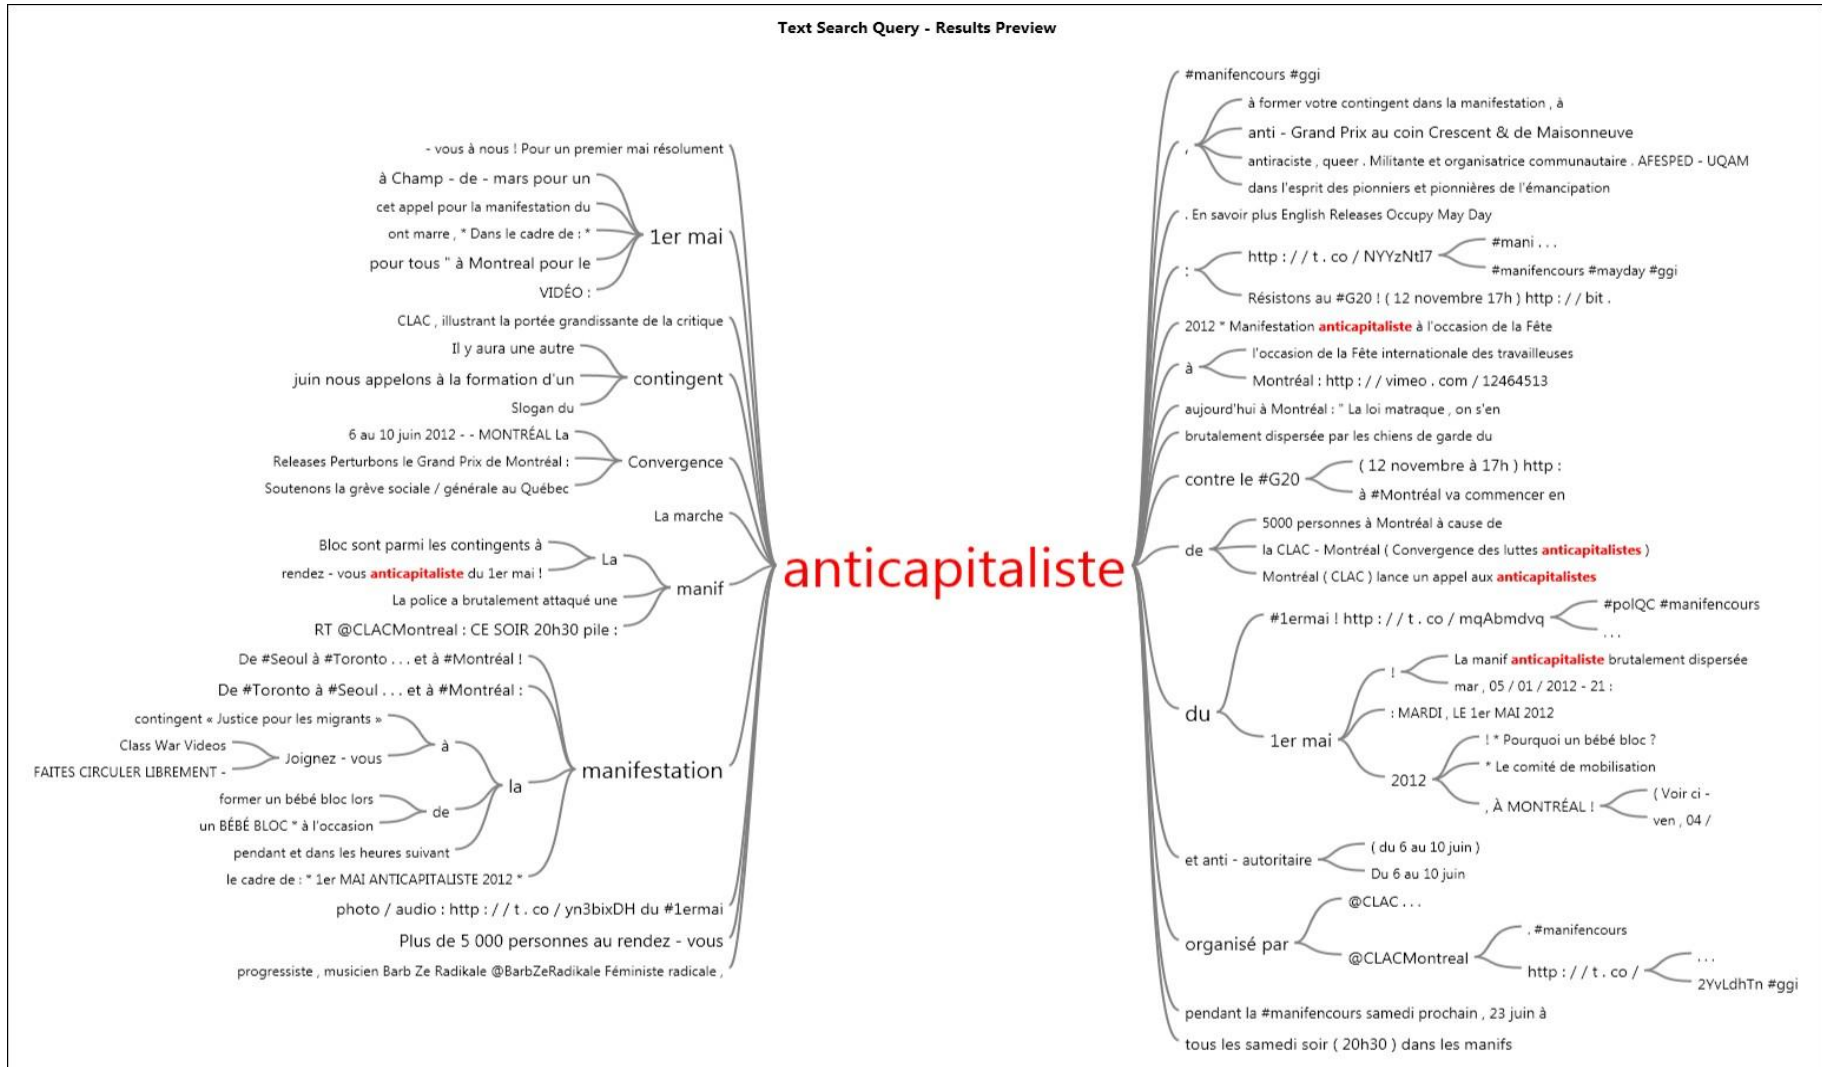 Text Search Query - Results Preview
- vous à nous ! Pour un premier mai résolument
à Champ - de - mars pour un
cet appel pour la manifestation du
ont marre , * Dans le cadre de : *
pour tous " à Montreal pour le
VIDÉO :
1er mai
CLAC , illustrant la portée grandissante de la critique
Il y aura une autre
juin nous appelons à la formation d'un
Slogan du
contingent
6 au 10 juin 2012 - - MONTRÉAL La
Releases Perturbons le Grand Prix de Montréal :
Soutenons la grève sociale / générale au Québec
Convergence
La marche
Bloc sont parmi les contingents à
rendez - vous anticapitaliste du 1er mai !
La
La police a brutalement attaqué une
RT @CLACMontreal : CE SOIR 20h30 pile :
manif
De #Seoul à #Toronto . . . et à #Montréal !
De #Toronto à #Seoul . . . et à #Montréal :
contingent « Justice pour les migrants »
Class War Videos
FAITES CIRCULER LIBREMENT -
Joignez - vous
à
former un bébé bloc lors
un BÉBÉ BLOC * à l'occasion
de
pendant et dans les heures suivant
la
le cadre de : * 1er MAI ANTICAPITALISTE 2012 *
manifestation
photo / audio : http : / / t . co / yn3bixDH du #1ermai
Plus de 5 000 personnes au rendez - vous
progressiste , musicien Barb Ze Radikale @BarbZeRadikale Féministe radicale ,
anticapitaliste
#manifencours #ggi
,
à former votre contingent dans la manifestation , à
anti - Grand Prix au coin Crescent & de Maisonneuve
antiraciste , queer . Militante et organisatrice communautaire . AFESPED - UQAM
dans l'esprit des pionniers et pionnières de l'émancipation
. En savoir plus English Releases Occupy May Day
:
http : / / t . co / NYYzNtI7
#mani . . .
#manifencours #mayday #ggi
Résistons au #G20 ! ( 12 novembre 17h ) http : / / bit .
2012 * Manifestation anticapitaliste à l'occasion de la Fête
à
l'occasion de la Fête internationale des travailleuses
Montréal : http : / / vimeo . com / 12464513
aujourd'hui à Montréal : " La loi matraque , on s'en
brutalement dispersée par les chiens de garde du
contre le #G20
( 12 novembre à 17h ) http :
à #Montréal va commencer en
de
5000 personnes à Montréal à cause de
la CLAC - Montréal ( Convergence des luttes anticapitalistes )
Montréal ( CLAC ) lance un appel aux anticapitalistes
du
#1ermai ! http : / / t . co / mqAbmdvq
#polQC #manifencours
. . .
1er mai
!
La manif anticapitaliste brutalement dispersée
mar , 05 / 01 / 2012 - 21 :
: MARDI , LE 1er MAI 2012
2012
! * Pourquoi un bébé bloc ?
* Le comité de mobilisation
, À MONTRÉAL !
( Voir ci -
ven , 04 /
et anti - autoritaire
( du 6 au 10 juin )
Du 6 au 10 juin
organisé par
@CLAC . . .
@CLACMontreal
. #manifencours
http : / / t . co /
. . .
2YvLdhTn #ggi
pendant la #manifencours samedi prochain , 23 juin à
tous les samedi soir ( 20h30 ) dans les manifs